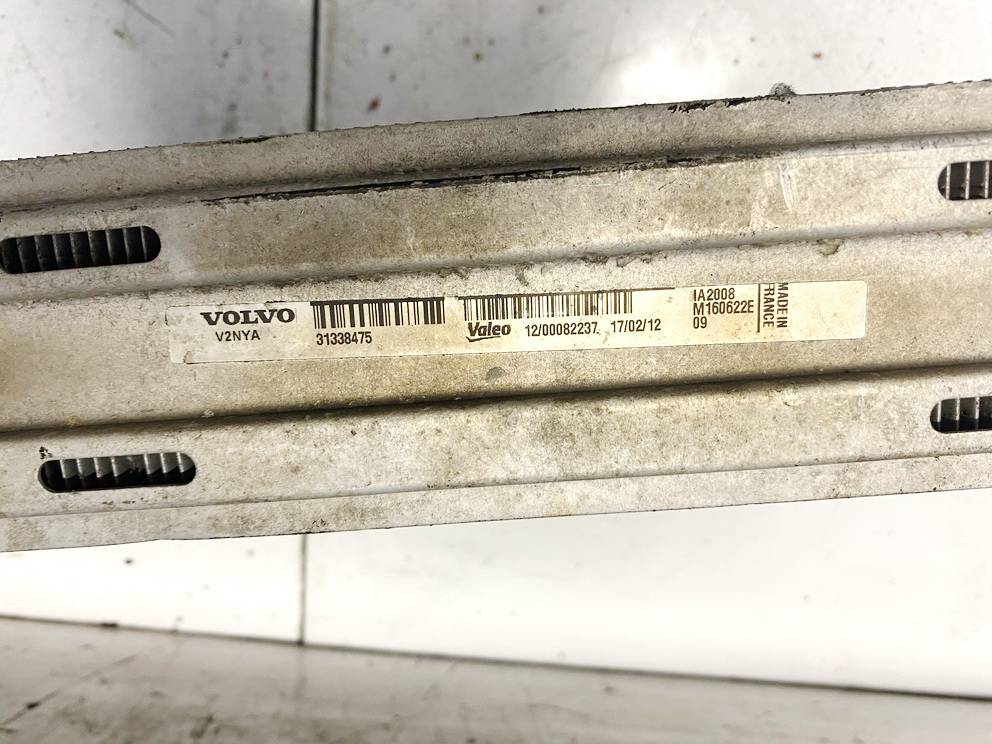 VOLVO
V2NYA
31338475
Valeo 12/00082237 17/02/12
IA2008
M160622E
09
MADE IN
FRANCE